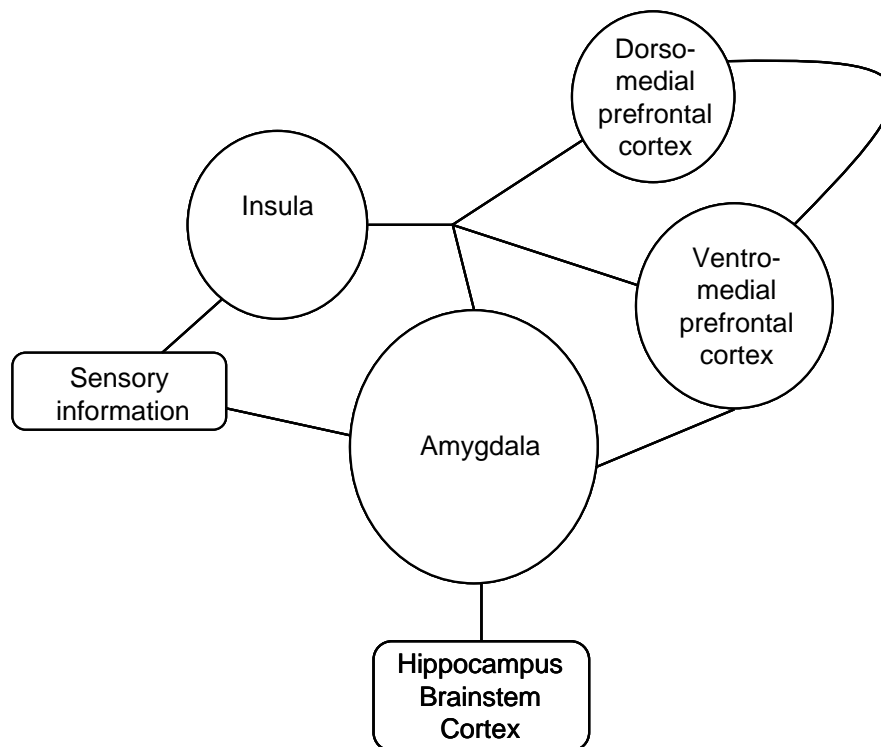 Dorso-
medial
prefrontal
cortex
Insula
Ventro-
medial
prefrontal
cortex
Sensory
information
Amygdala
Hippocampus
Brainstem
Cortex